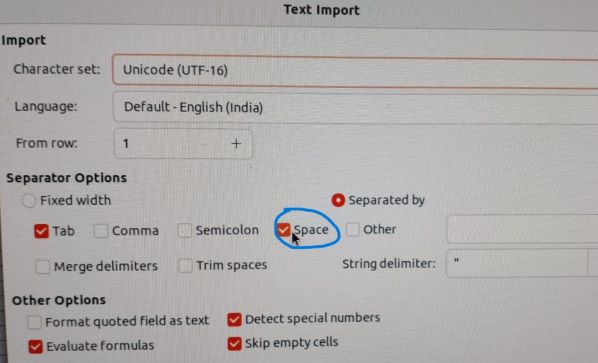 Text Import
Import
Character set: Unicode (UTF-16)
Language: Default - English (India)
From row: 1 +
Separator Options
Fixed width Separated by
Tab Comma Semicolon Space Other
Merge delimiters Trim spaces String delimiter: "
Other Options
Format quoted field as text Detect special numbers
Evaluate formulas Skip empty cells